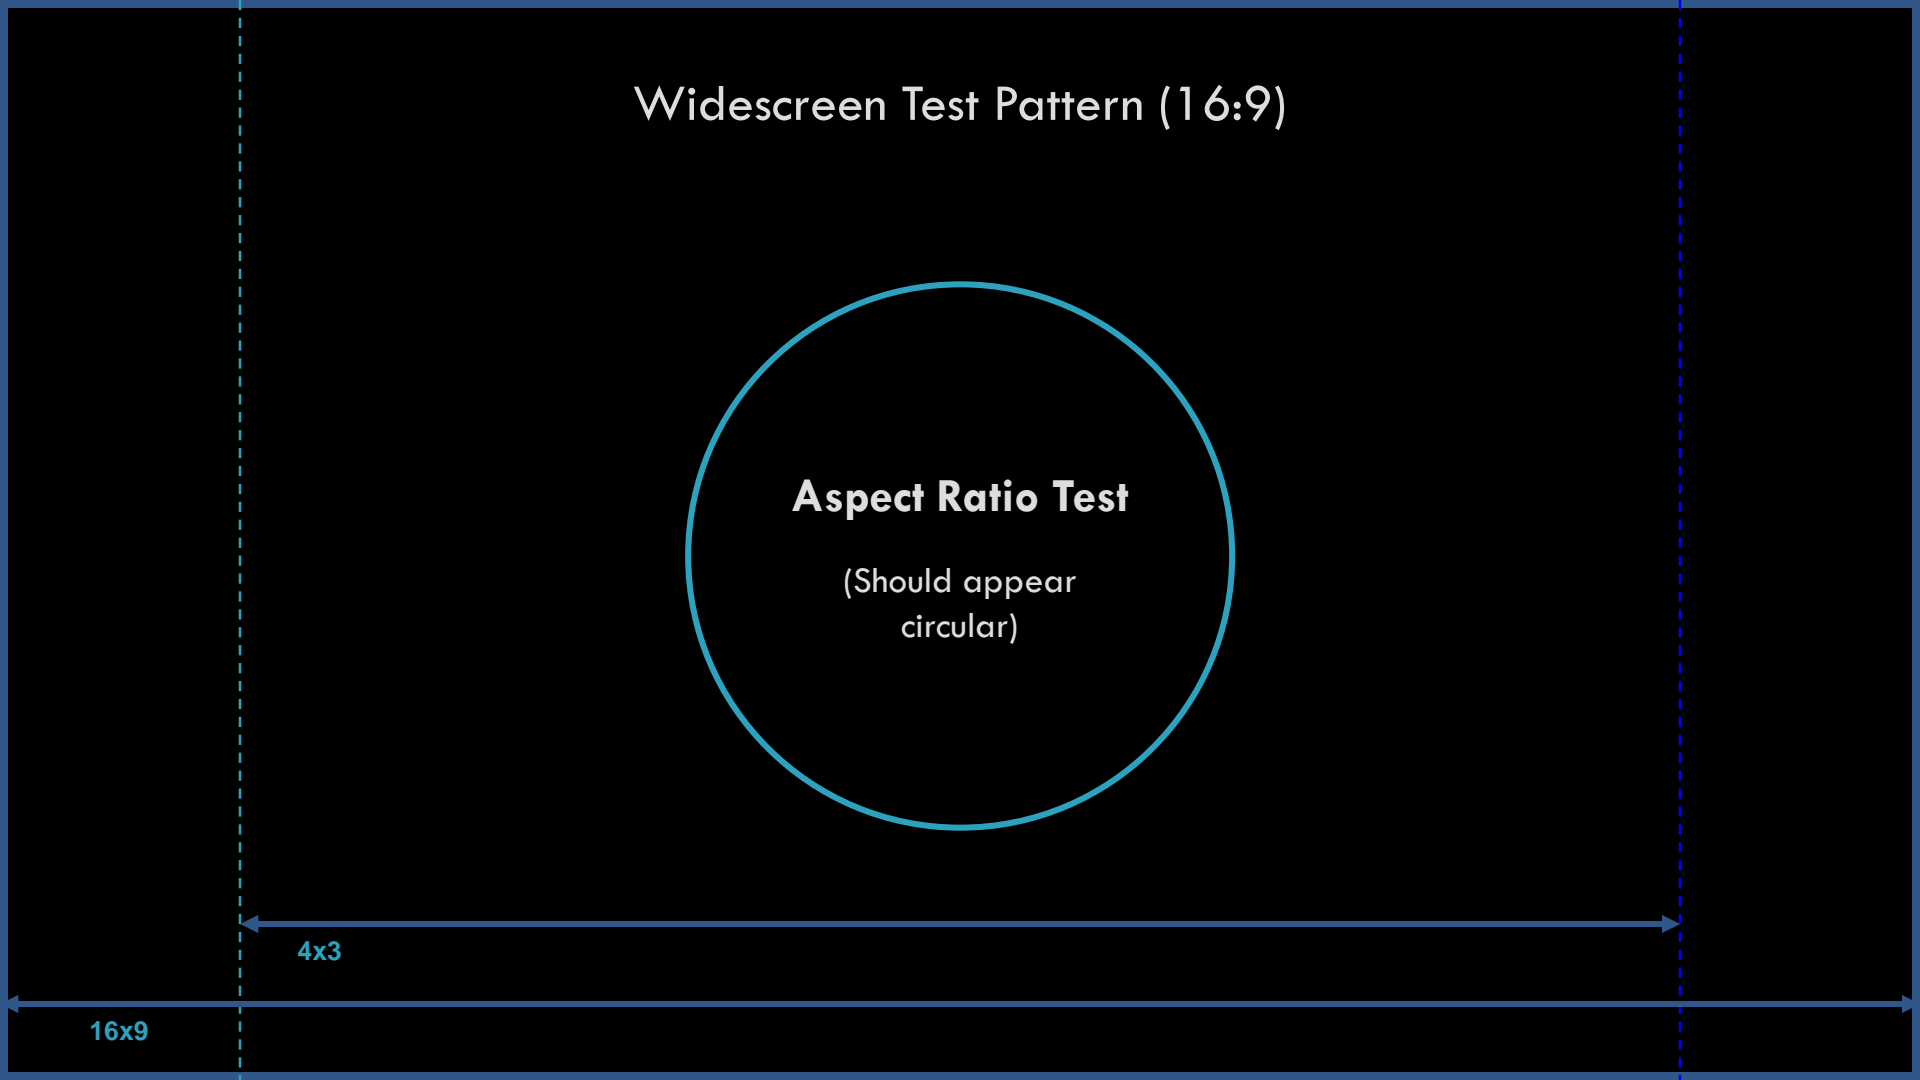 Widescreen Test Pattern (16:9)
Aspect Ratio Test
(Should appear
circular)
4x3
16x9